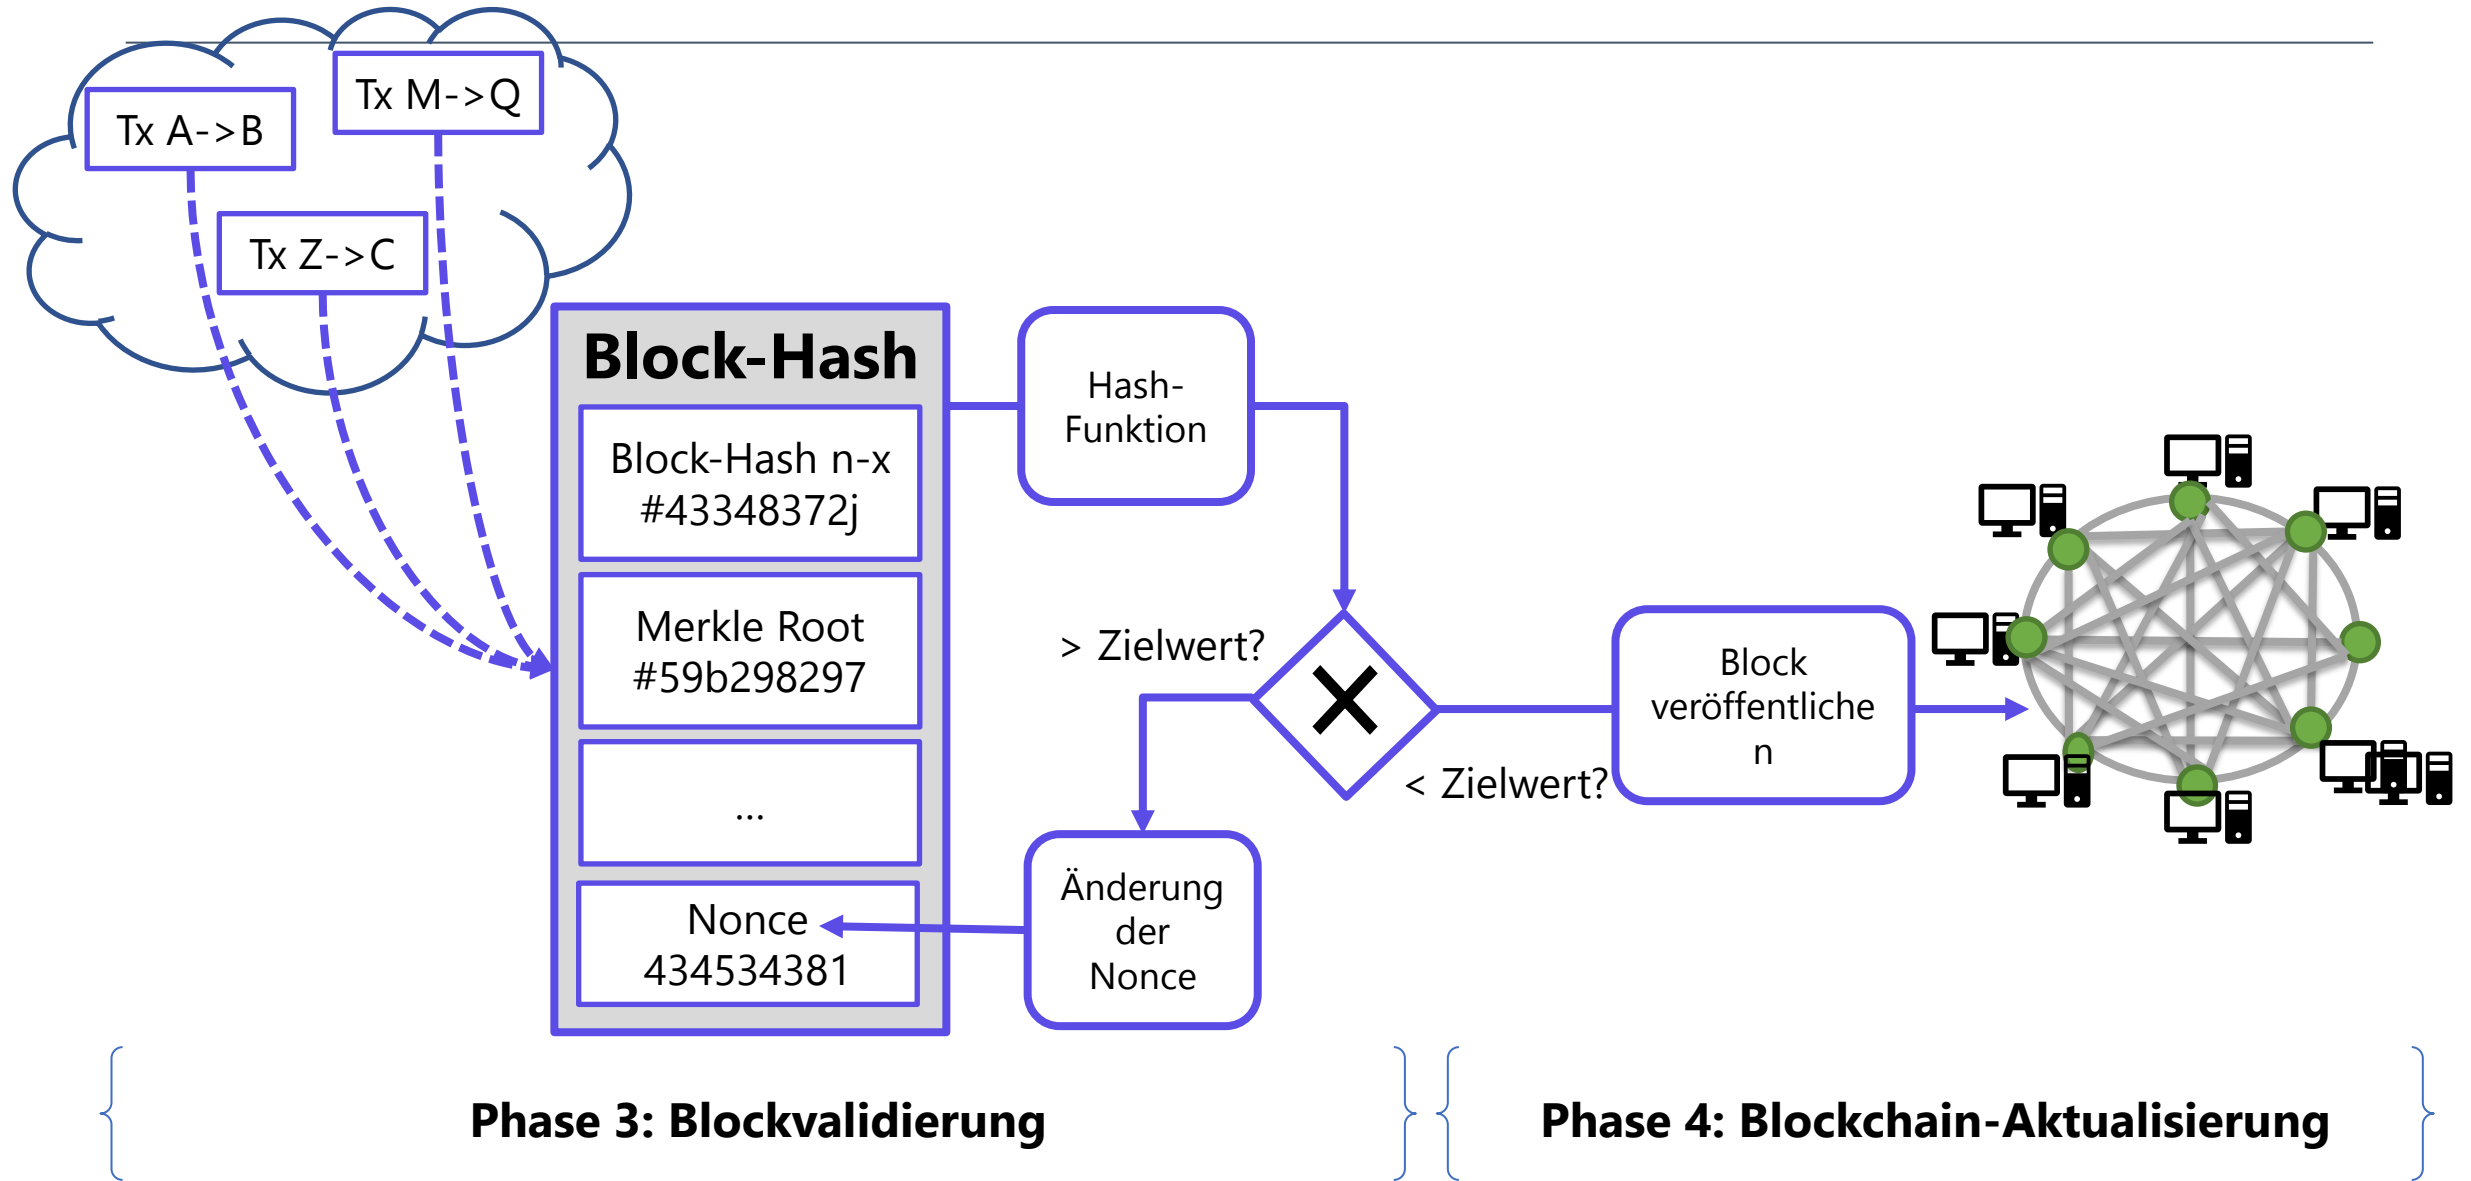 Tx M->Q
Tx A->B
Tx Z->C
Block-Hash
Block-Hash n-x
#43348372j
Merkle Root
#59b298297
...
Nonce
434534381
Hash-
Funktion
> Zielwert?
< Zielwert?
Änderung
der
Nonce
Block
veröffentliche
n
Phase 3: Blockvalidierung
Phase 4: Blockchain-Aktualisierung